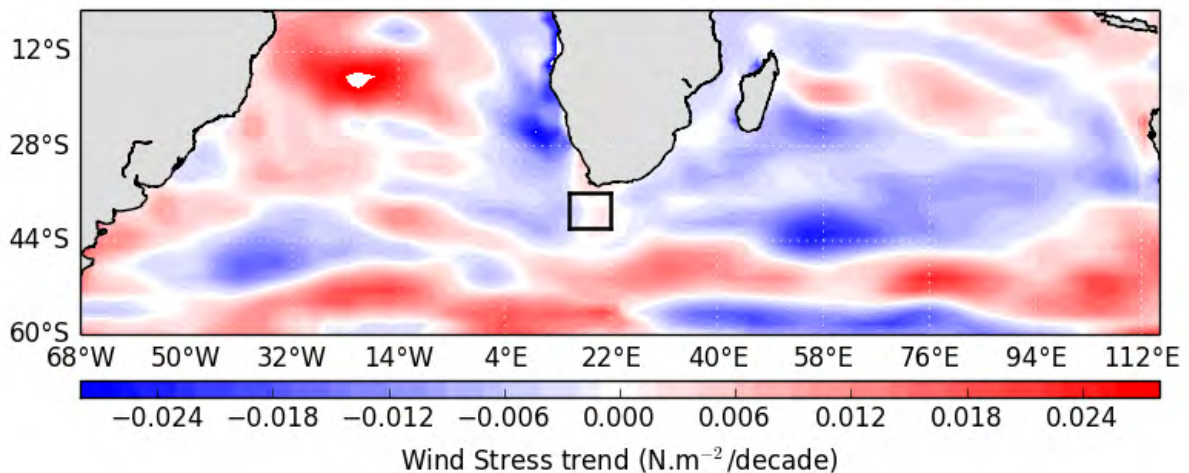 12°S
28°S
44°S
60°S
68°W 50°W 32°W 14°W 4°E 22°E 40°E 58°E 76°E 94°E 112°E
−0.024 −0.018 −0.012 −0.006 0.000 0.006 0.012 0.018 0.024
Wind Stress trend (N.m⁻²/decade)